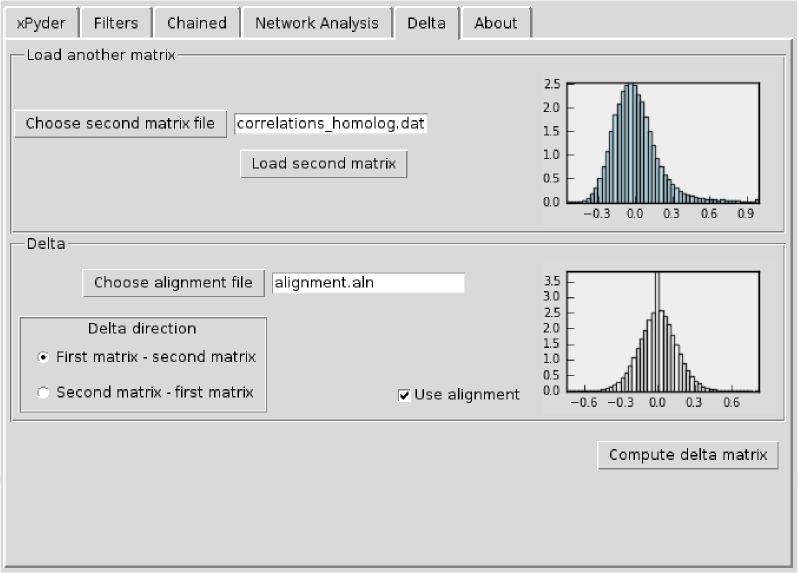 xPyder Filters Chained Network Analysis Delta About
Load another matrix
Choose second matrix file correlations_homolog.dat
Load second matrix
2.5
2.0
1.5
1.0
0.5
0.0
−0.3 0.0 0.3 0.6 0.9
Delta
Choose alignment file alignment.aln
Delta direction
First matrix - second matrix
Second matrix - first matrix
Use alignment
3.5
3.0
2.5
2.0
1.5
1.0
0.5
0.0
−0.6 −0.3 0.0 0.3 0.6
Compute delta matrix